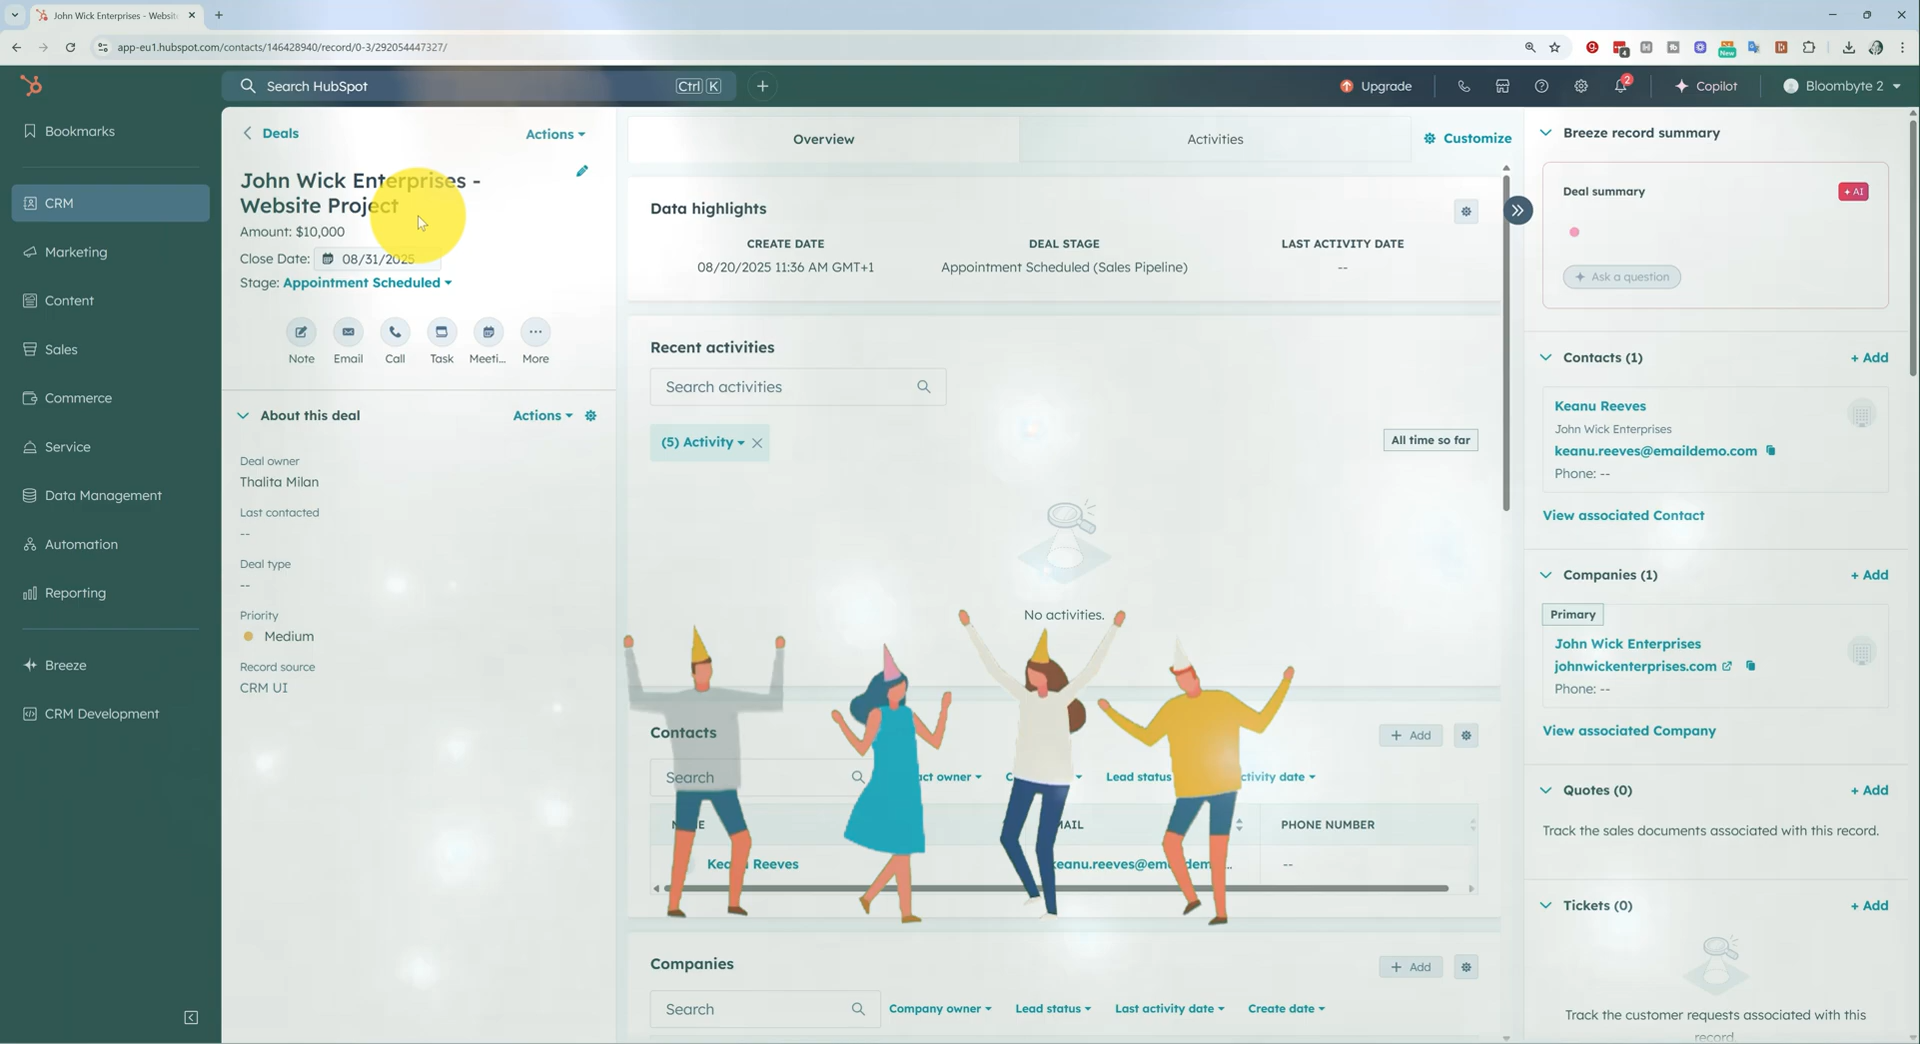 John Wick Enterprises - Websit
app-eu1.hubspot.com/contacts/146428940/record/0-3/292054447327/
New
Search HubSpot
Ctrl K
Upgrade
2
Copilot
Bloombyte 2
Bookmarks
CRM
Marketing
Content
Sales
Commerce
Service
Data Management
Automation
Reporting
Breeze
CRM Development
Deals
Actions
John Wick Enterprises -
Website Project
Amount: $10,000
Close Date: 08/31/2025
Stage: Appointment Scheduled
Note
Email
Call
Task
Meeti...
More
About this deal
Actions
Deal owner
Thalita Milan
Last contacted
--
Deal type
--
Priority
Medium
Record source
CRM UI
Overview
Activities
Customize
Data highlights
CREATE DATE
08/20/2025 11:36 AM GMT+1
DEAL STAGE
Appointment Scheduled (Sales Pipeline)
LAST ACTIVITY DATE
--
Recent activities
Search activities
(5) Activity
All time so far
No activities.
Contacts
+ Add
Search
act owner
C
Lead status
ctivity date
PHONE NUMBER
Reeves
keanu.reeves@em
--
Companies
+ Add
Search
Company owner
Lead status
Last activity date
Create date
Breeze record summary
Deal summary
+ AI
Ask a question
Contacts (1)
+ Add
Keanu Reeves
John Wick Enterprises
keanu.reeves@emaildemo.com
Phone: --
View associated Contact
Companies (1)
+ Add
Primary
John Wick Enterprises
johnwickenterprises.com
Phone: --
View associated Company
Quotes (0)
+ Add
Track the sales documents associated with this record.
Tickets (0)
+ Add
Track the customer requests associated with this
record.